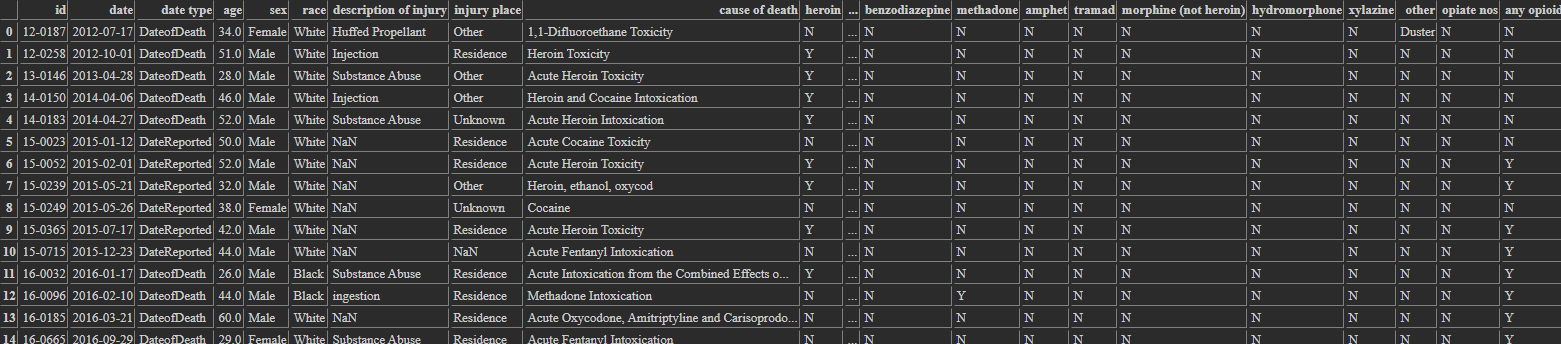 id date date type age sex race description of injury injury place cause of death heroin ... benzodiazepine methadone amphet tramad morphine (not heroin) hydromorphone xylazine other opiate nos any opioid
0 12-0187 2012-07-17 DateofDeath 34.0 Female White Huffed Propellant Other 1,1-Difluoroethane Toxicity N ... N N N N N N N Duster N N
1 12-0258 2012-10-01 DateofDeath 51.0 Male White Injection Residence Heroin Toxicity Y ... N N N N N N N N N N
2 13-0146 2013-04-28 DateofDeath 28.0 Male White Substance Abuse Other Acute Heroin Toxicity Y ... N N N N N N N N N N
3 14-0150 2014-04-06 DateofDeath 46.0 Male White Injection Other Heroin and Cocaine Intoxication Y ... N N N N N N N N N N
4 14-0183 2014-04-27 DateofDeath 52.0 Male White Substance Abuse Unknown Acute Heroin Intoxication Y ... N N N N N N N N N N
5 15-0023 2015-01-12 DateReported 50.0 Male White NaN Residence Acute Cocaine Toxicity N ... N N N N N N N N N N
6 15-0052 2015-02-01 DateReported 52.0 Male White NaN Residence Acute Heroin Toxicity Y ... N N N N N N N N N Y
7 15-0239 2015-05-21 DateReported 32.0 Male White NaN Other Heroin, ethanol, oxycod Y ... N N N N N N N N N Y
8 15-0249 2015-05-26 DateReported 38.0 Female White NaN Unknown Cocaine N ... N N N N N N N N N N
9 15-0365 2015-07-17 DateReported 42.0 Male White NaN Residence Acute Heroin Toxicity Y ... N N N N N N N N N Y
10 15-0715 2015-12-23 DateReported 44.0 Male White NaN NaN Acute Fentanyl Intoxication N ... N N N N N N N N N Y
11 16-0032 2016-01-17 DateofDeath 26.0 Male Black Substance Abuse Residence Acute Intoxication from the Combined Effects o... Y ... N N N N N N N N N Y
12 16-0096 2016-02-10 DateofDeath 44.0 Male Black ingestion Residence Methadone Intoxication N ... N Y N N N N N N N Y
13 16-0185 2016-03-21 DateofDeath 60.0 Male White NaN Residence Acute Oxycodone, Amitriptyline and Carisoprodo... N ... N N N N N N N N N Y
14 16-0665 2016-09-29 DateofDeath 29.0 Female White Substance Abuse Residence Acute Fentanyl Intoxication N ... N N N N N N N N N Y